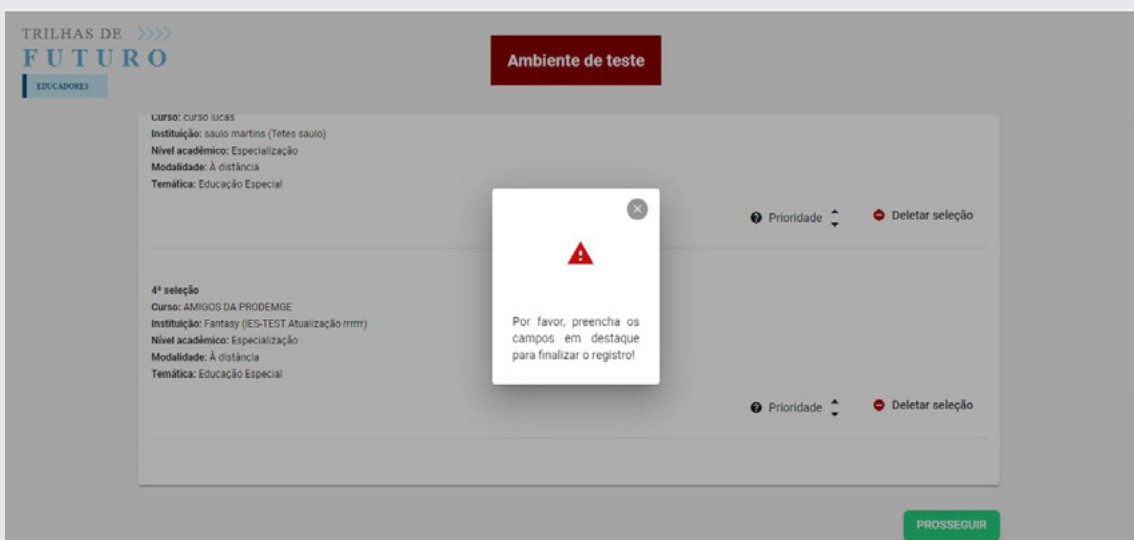 TRILHAS DE
FUTURO
EDUCADORES
Ambiente de teste
Curso: curso lucas
Instituição: saulo martins (Tetes saulo)
Nível acadêmico: Especialização
Modalidade: À distância
Temática: Educação Especial
Prioridade
Deletar seleção
4ª seleção
Curso: AMIGOS DA PRODEMGE
Instituição: Fantasy (IES-TEST Atualização rrrrrr)
Nível acadêmico: Especialização
Modalidade: À distância
Temática: Educação Especial
Prioridade
Deletar seleção
Por favor, preencha os
campos em destaque
para finalizar o registro!
PROSSEGUIR